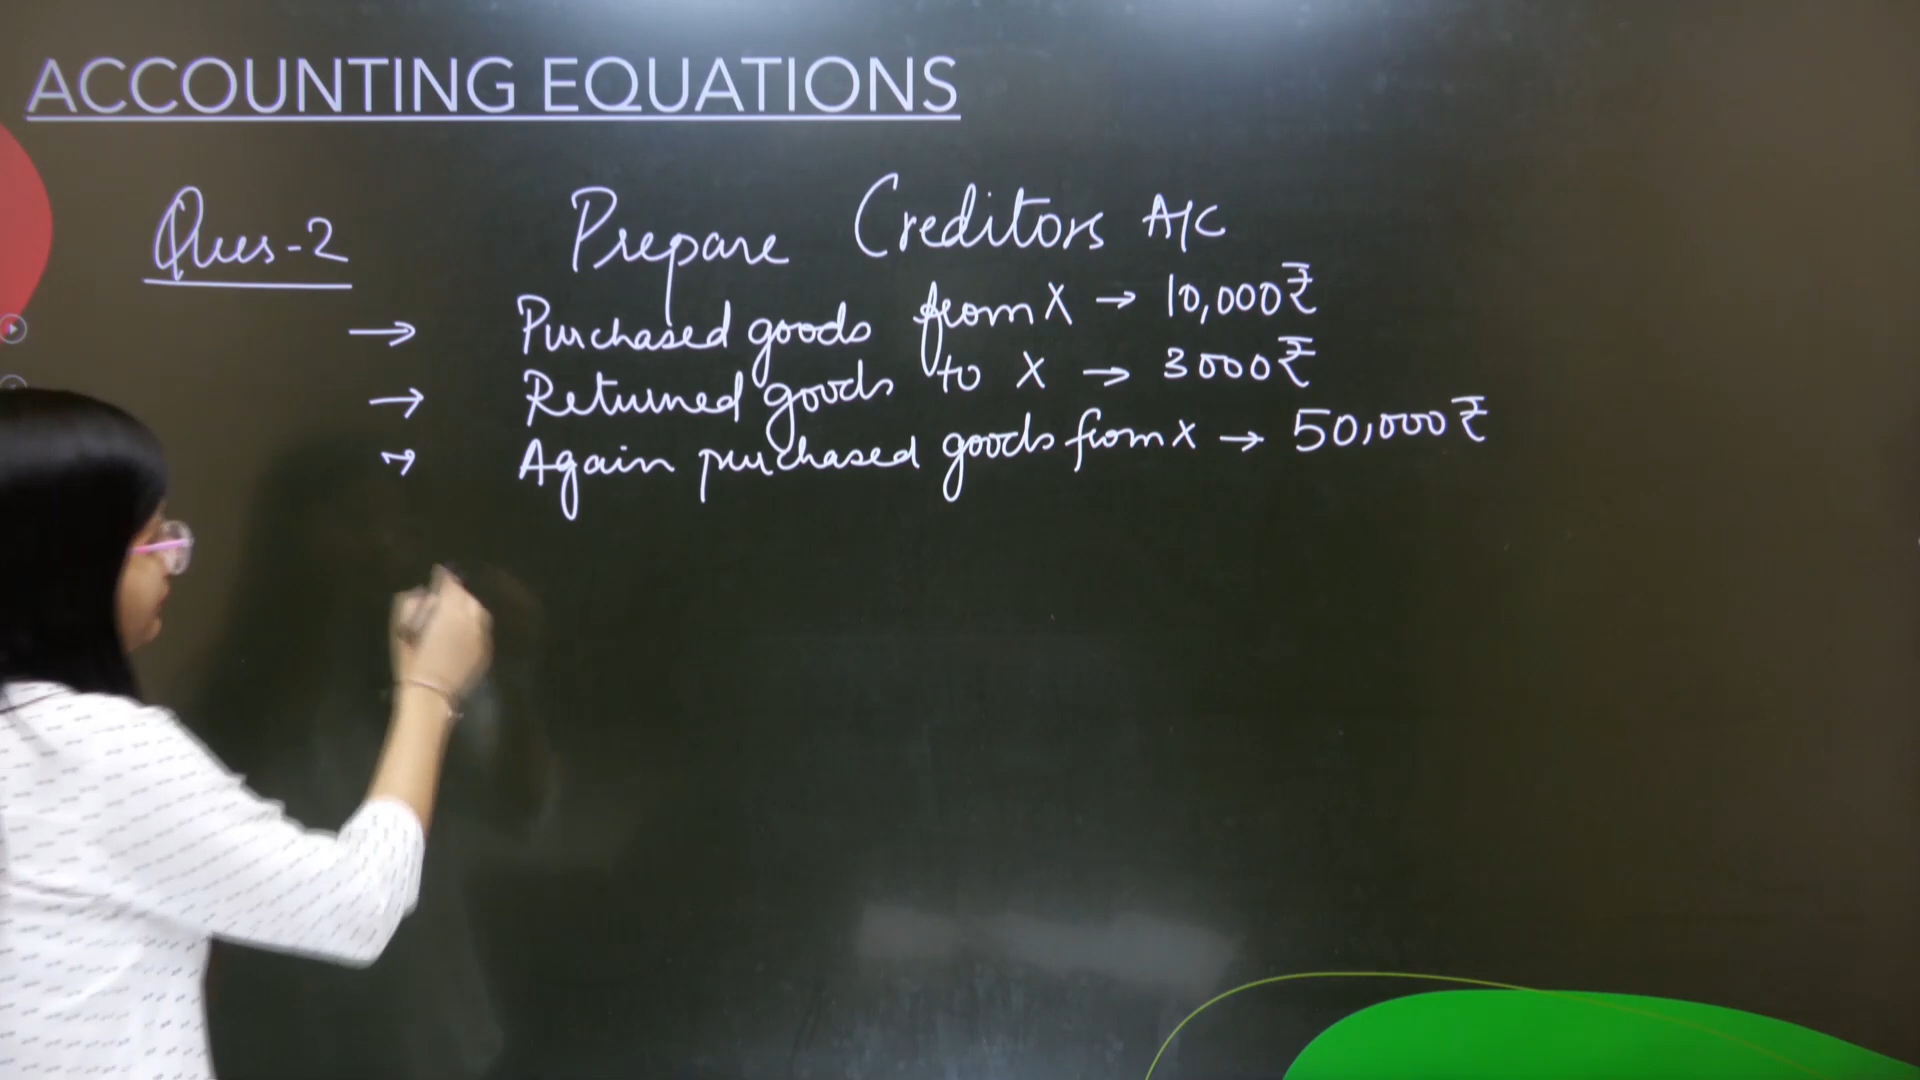 ACCOUNTING EQUATIONS
Ques-2 Prepare Creditors A/C
→ Purchased goods from X → 10,000₹
→ Returned goods to X → 3000₹
→ Again purchased goods from X → 50,000₹